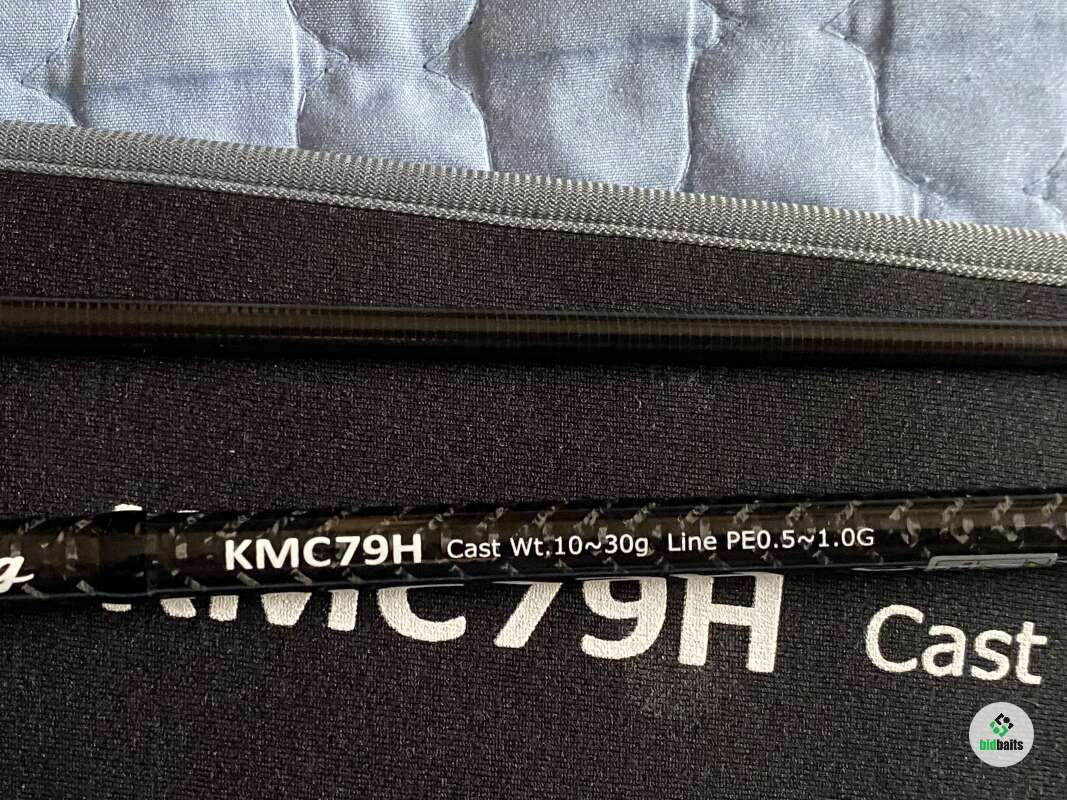 KMC79H Cast Wt.10~30g Line PE0.5~1.0G
KMC79H Cast
bidbaits